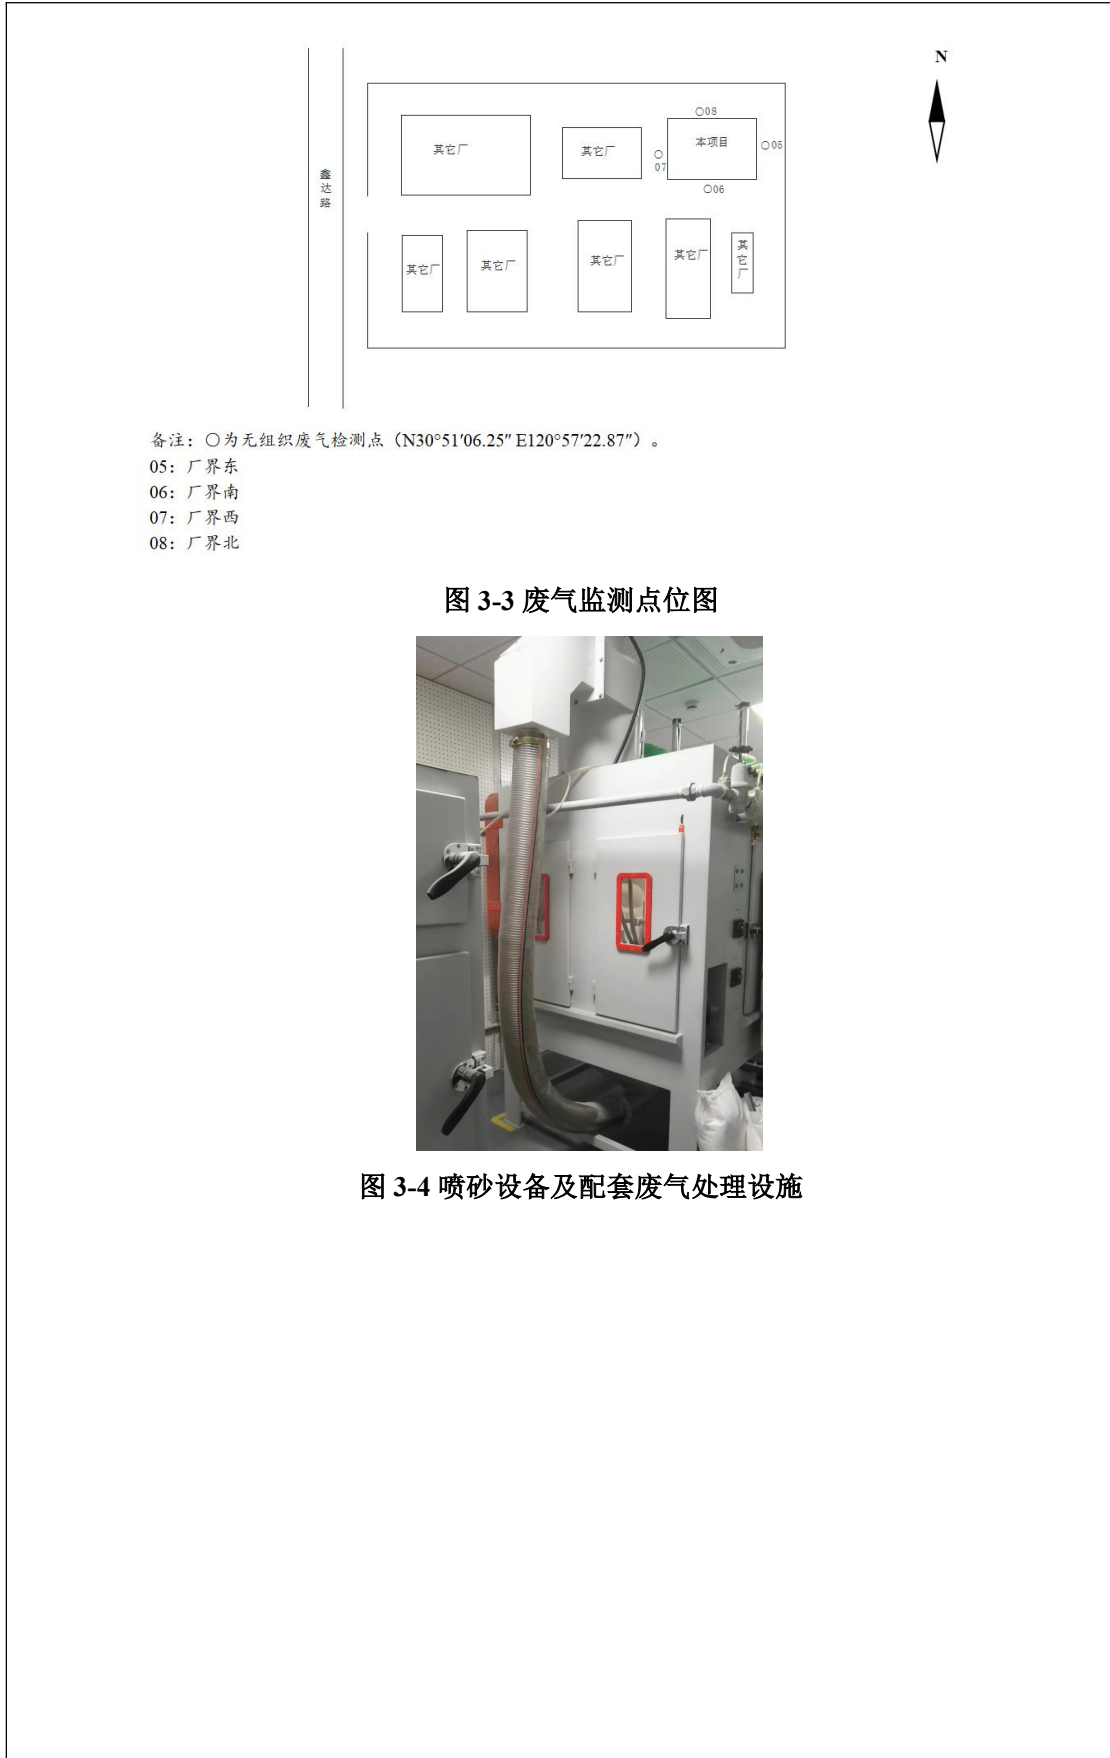 N
○08
其它厂
其它厂
本项目
○05
○
07
○06
鑫达路
其它厂
其它厂
其它厂
其它厂
其它厂
备注：○为无组织废气检测点（N30°51′06.25″ E120°57′22.87″）。
05：厂界东
06：厂界南
07：厂界西
08：厂界北
图 3-3 废气监测点位图
图 3-4 喷砂设备及配套废气处理设施